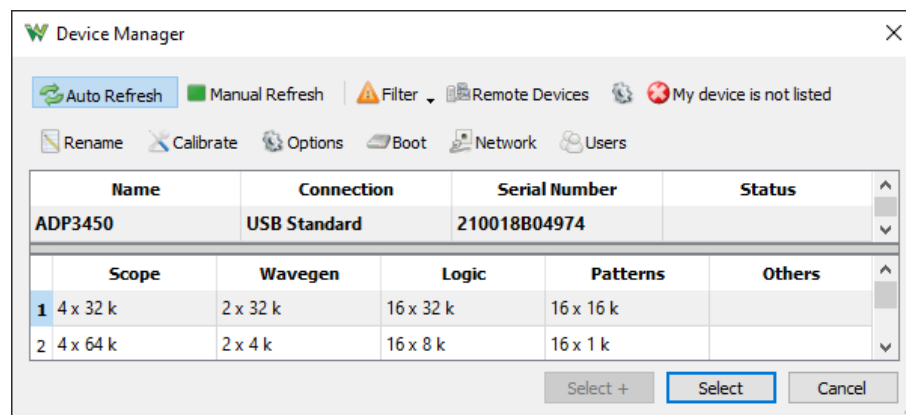 Device Manager
Auto Refresh Manual Refresh Filter Remote Devices My device is not listed
Rename Calibrate Options Boot Network Users
Name Connection Serial Number Status
ADP3450 USB Standard 210018B04974
Scope Wavegen Logic Patterns Others
1 4 x 32 k 2 x 32 k 16 x 32 k 16 x 16 k
2 4 x 64 k 2 x 4 k 16 x 8 k 16 x 1 k
Select + Select Cancel